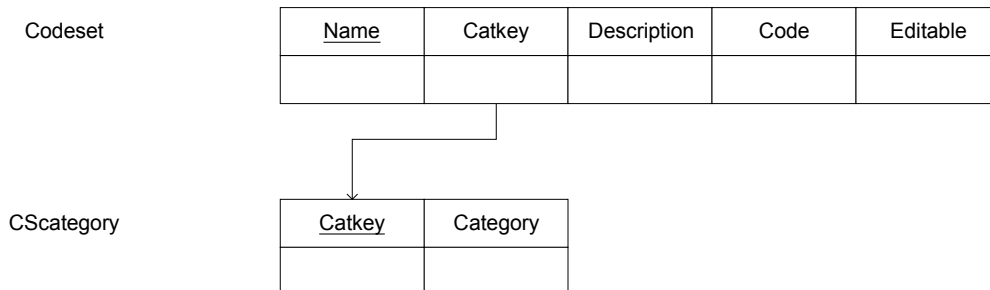 Codeset Name Catkey Description Code Editable
CScategory Catkey Category